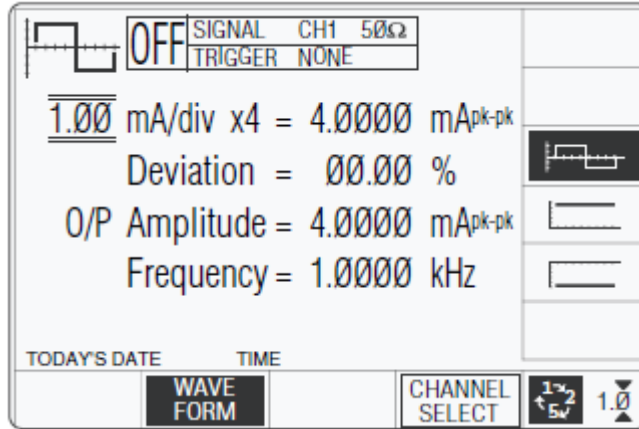 OFF SIGNAL CH1 5ØΩ
TRIGGER NONE
1.ØØ mA/div x4 = 4.ØØØØ mApk-pk
Deviation = ØØ.ØØ %
O/P Amplitude = 4.ØØØØ mApk-pk
Frequency = 1.ØØØØ kHz
TODAY'S DATE TIME
WAVE FORM
CHANNEL SELECT
1 2 5
1.Ø